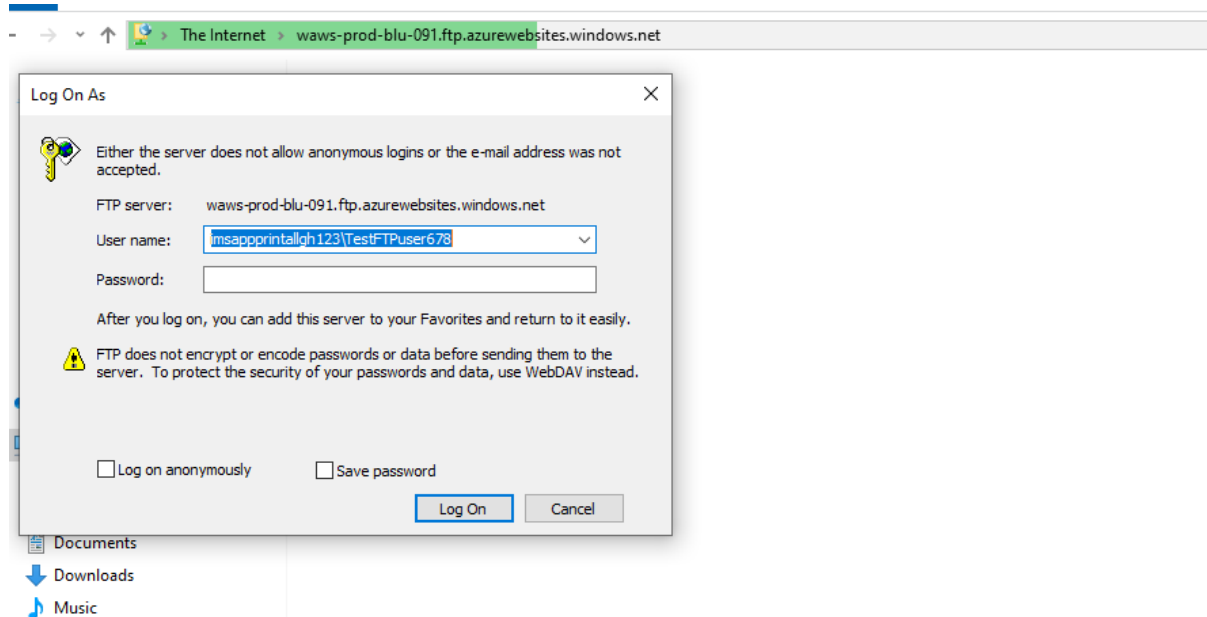 The Internet > waws-prod-blu-091.ftp.azurewebsites.windows.net
Log On As
Either the server does not allow anonymous logins or the e-mail address was not
accepted.
FTP server: waws-prod-blu-091.ftp.azurewebsites.windows.net
User name: imsappprintallgh123\TestFTPuser678
Password:
After you log on, you can add this server to your Favorites and return to it easily.
FTP does not encrypt or encode passwords or data before sending them to the
server. To protect the security of your passwords and data, use WebDAV instead.
Log on anonymously Save password
Log On Cancel
Documents
Downloads
Music